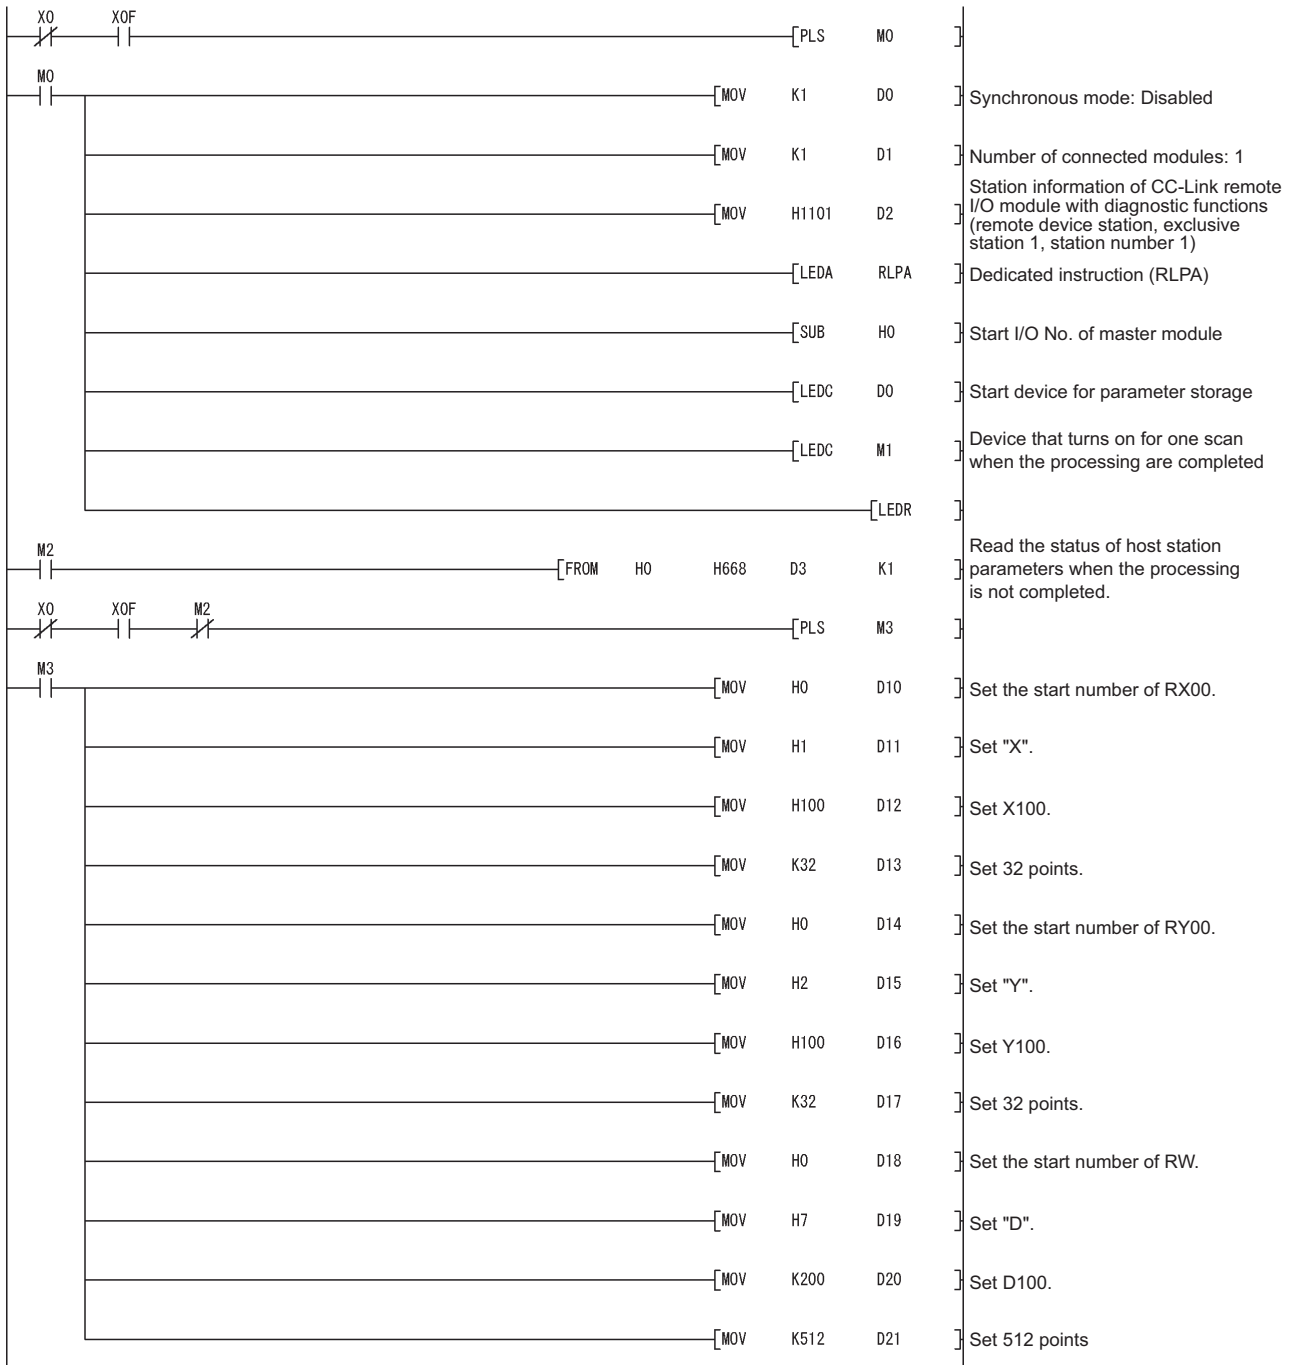 X0 X0F
PLS M0
M0
MOV K1 D0 Synchronous mode: Disabled
MOV K1 D1 Number of connected modules: 1
MOV H1101 D2 Station information of CC-Link remote
I/O module with diagnostic functions
(remote device station, exclusive
station 1, station number 1)
LEDA RLPA Dedicated instruction (RLPA)
SUB H0 Start I/O No. of master module
LEDC D0 Start device for parameter storage
LEDC M1 Device that turns on for one scan
when the processing are completed
LEDR
M2
FROM H0 H668 D3 K1 Read the status of host station
parameters when the processing
is not completed.
X0 X0F M2
PLS M3
M3
MOV H0 D10 Set the start number of RX00.
MOV H1 D11 Set "X".
MOV H100 D12 Set X100.
MOV K32 D13 Set 32 points.
MOV H0 D14 Set the start number of RY00.
MOV H2 D15 Set "Y".
MOV H100 D16 Set Y100.
MOV K32 D17 Set 32 points.
MOV H0 D18 Set the start number of RW.
MOV H7 D19 Set "D".
MOV K200 D20 Set D100.
MOV K512 D21 Set 512 points